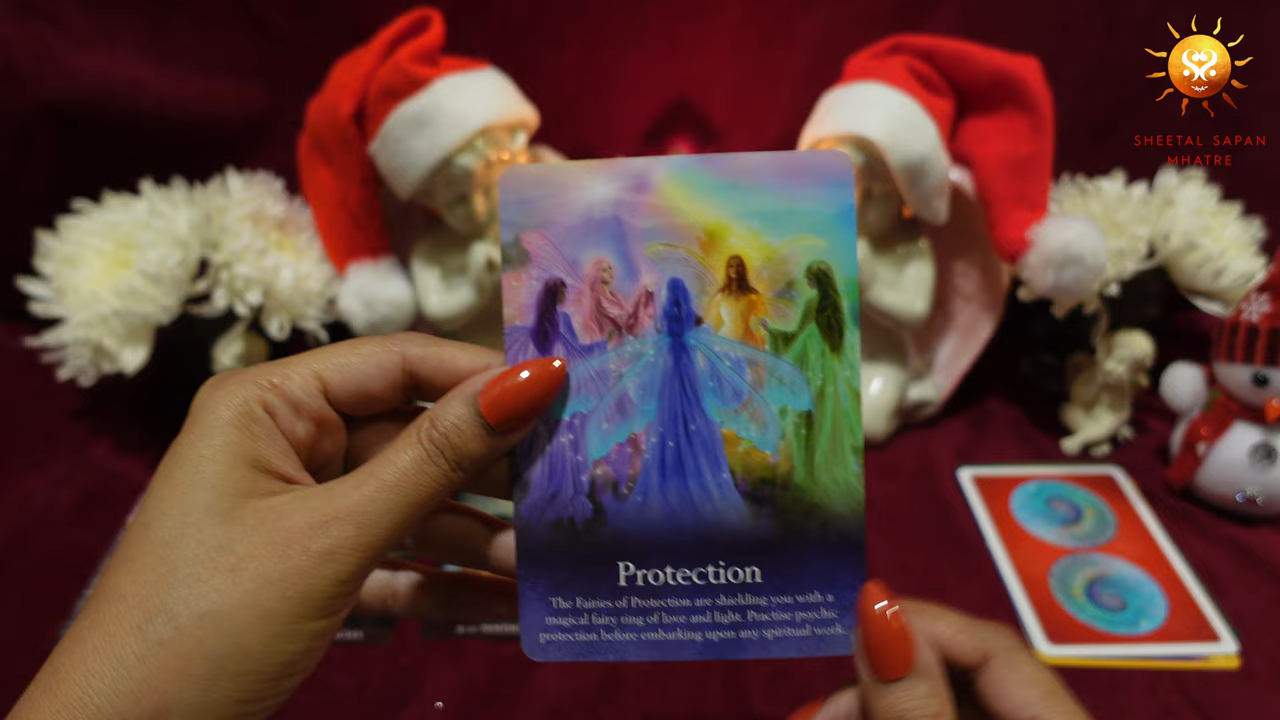 SHEETAL SAPAN
MHATRE
Protection
The Fairies of Protection are shielding you with a
magical fairy ring of love and light. Practise psychic
protection before embarking upon any spiritual work.